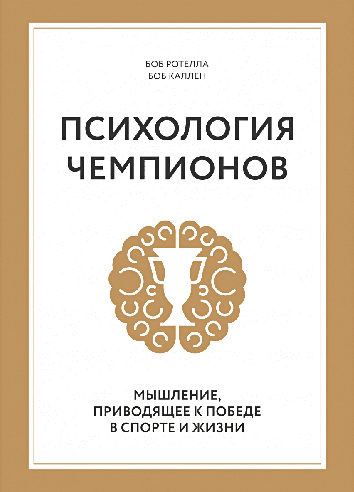 БОБ РОТЕЛЛА
БОБ КАЛЛЕН
ПСИХОЛОГИЯ
ЧЕМПИОНОВ
МЫШЛЕНИЕ,
ПРИВОДЯЩЕЕ К ПОБЕДЕ
В СПОРТЕ И ЖИЗНИ